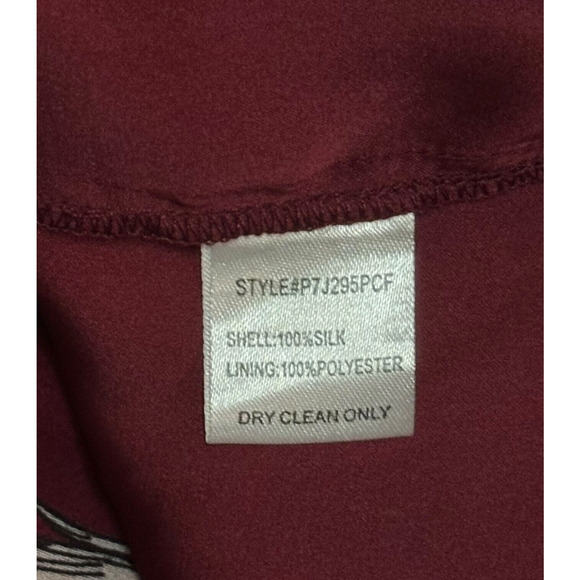 STYLE#P7J295PCF
SHELL:100%SILK
LINING:100%POLYESTER
DRY CLEAN ONLY